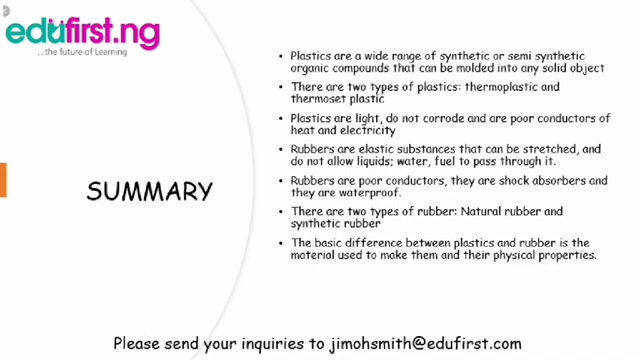 edufirst.ng
...the future of Learning
• Plastics are a wide range of synthetic or semi synthetic
organic compounds that can be molded into any solid object
• There are two types of plastics: thermoplastic and
thermoset plastic
• Plastics are light, do not corrode and are poor conductors of
heat and electricity
• Rubbers are elastic substances that can be stretched, and
do not allow liquids; water, fuel to pass through it.
• Rubbers are poor conductors, they are shock absorbers and
they are waterproof.
• There are two types of rubber: Natural rubber and
synthetic rubber
• The basic difference between plastics and rubber is the
material used to make them and their physical properties.
SUMMARY
Please send your inquiries to jimohsmith@edufirst.com